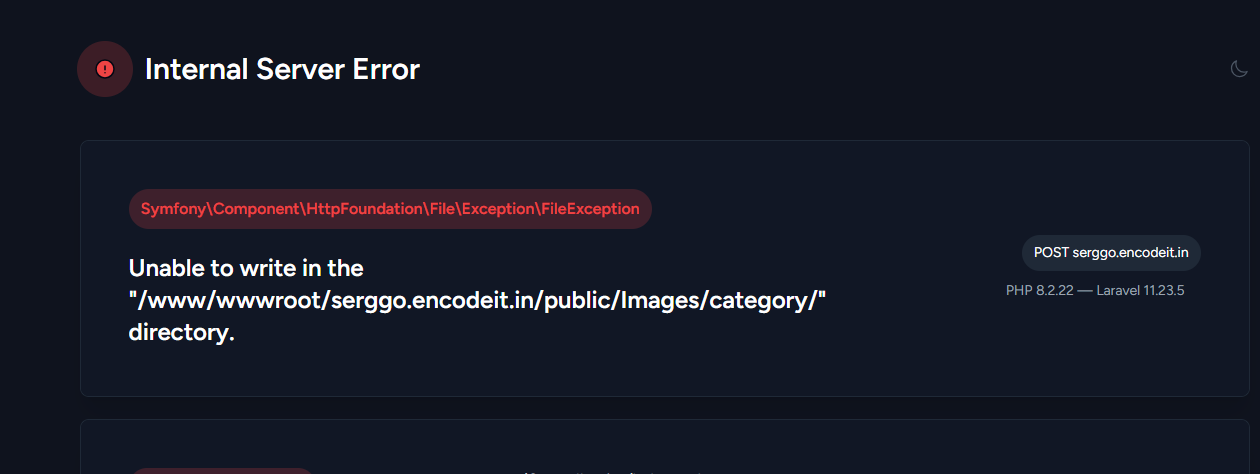 Internal Server Error
Symfony\Component\HttpFoundation\File\Exception\FileException
Unable to write in the
"/www/wwwroot/serggo.encodeit.in/public/Images/category/"
directory.
POST serggo.encodeit.in
PHP 8.2.22 — Laravel 11.23.5